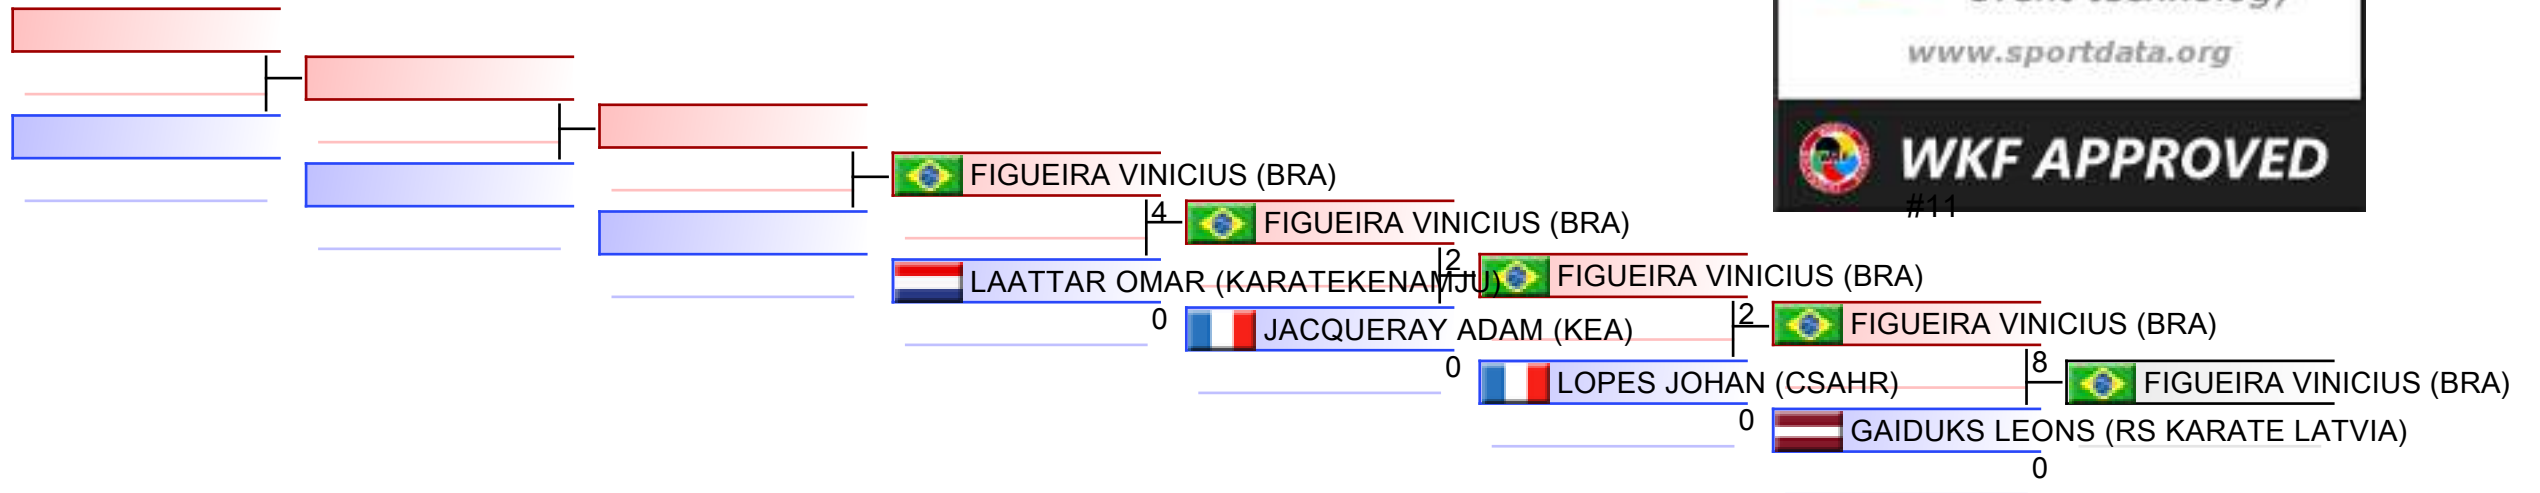 www.sportdata.org
WKF APPROVED
#11
FIGUEIRA VINICIUS (BRA)
4
FIGUEIRA VINICIUS (BRA)
LAATTAR OMAR (KARATEKENAMJU)
0
2
FIGUEIRA VINICIUS (BRA)
JACQUERAY ADAM (KEA)
0
2
FIGUEIRA VINICIUS (BRA)
LOPES JOHAN (CSAHR)
0
8
FIGUEIRA VINICIUS (BRA)
GAIDUKS LEONS (RS KARATE LATVIA)
0